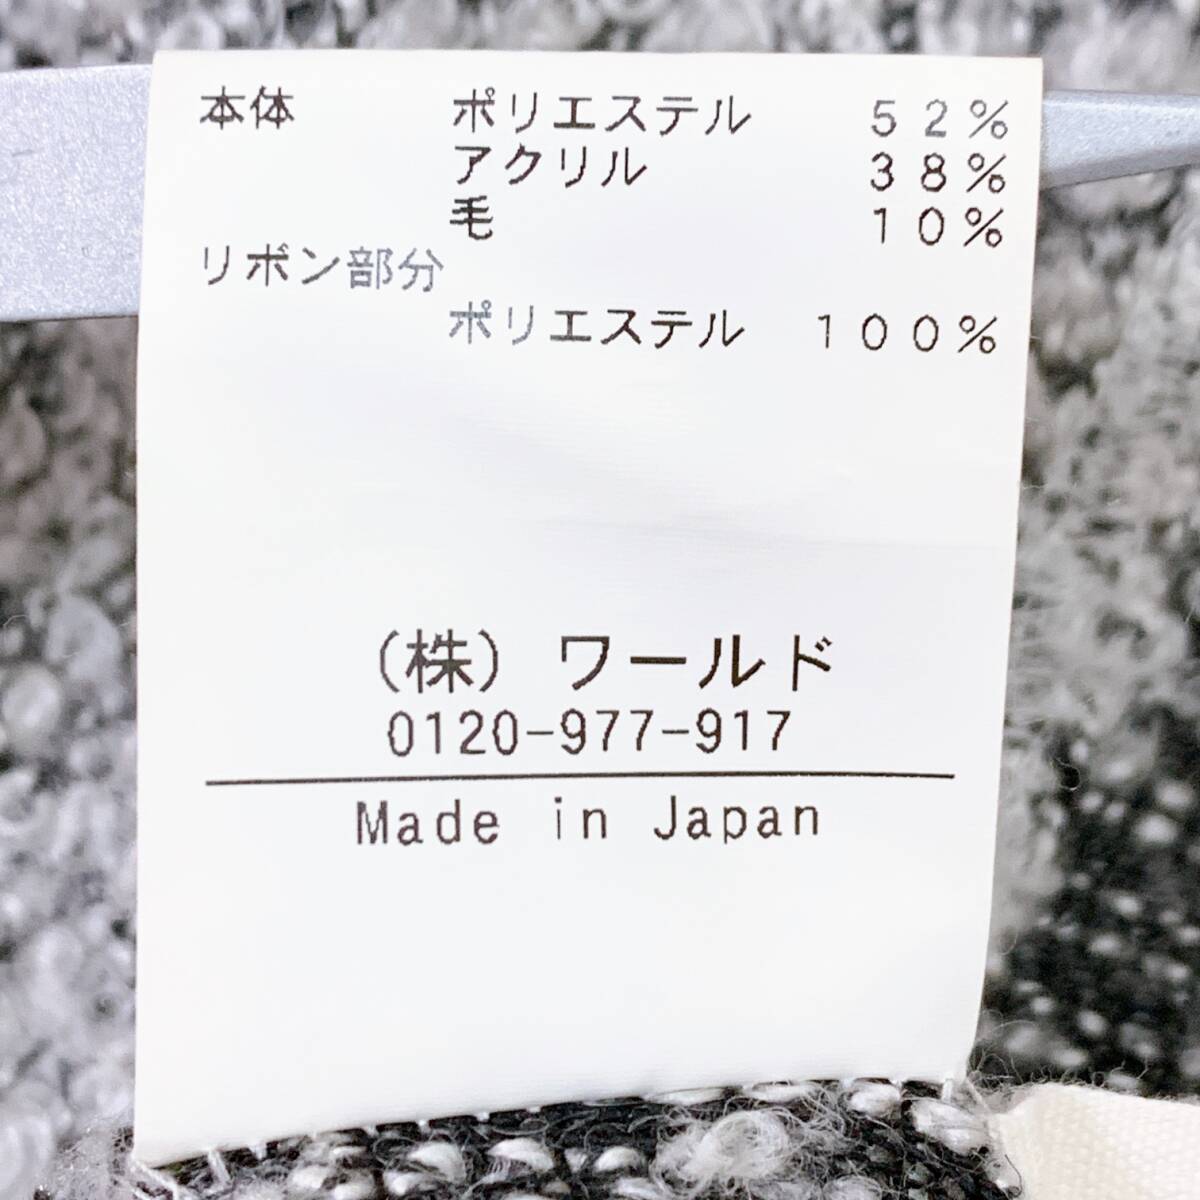 本体 ポリエステル 52%
アクリル 38%
毛 10%
リボン部分
ポリエステル 100%
(株) ワールド
0120-977-917
Made in Japan